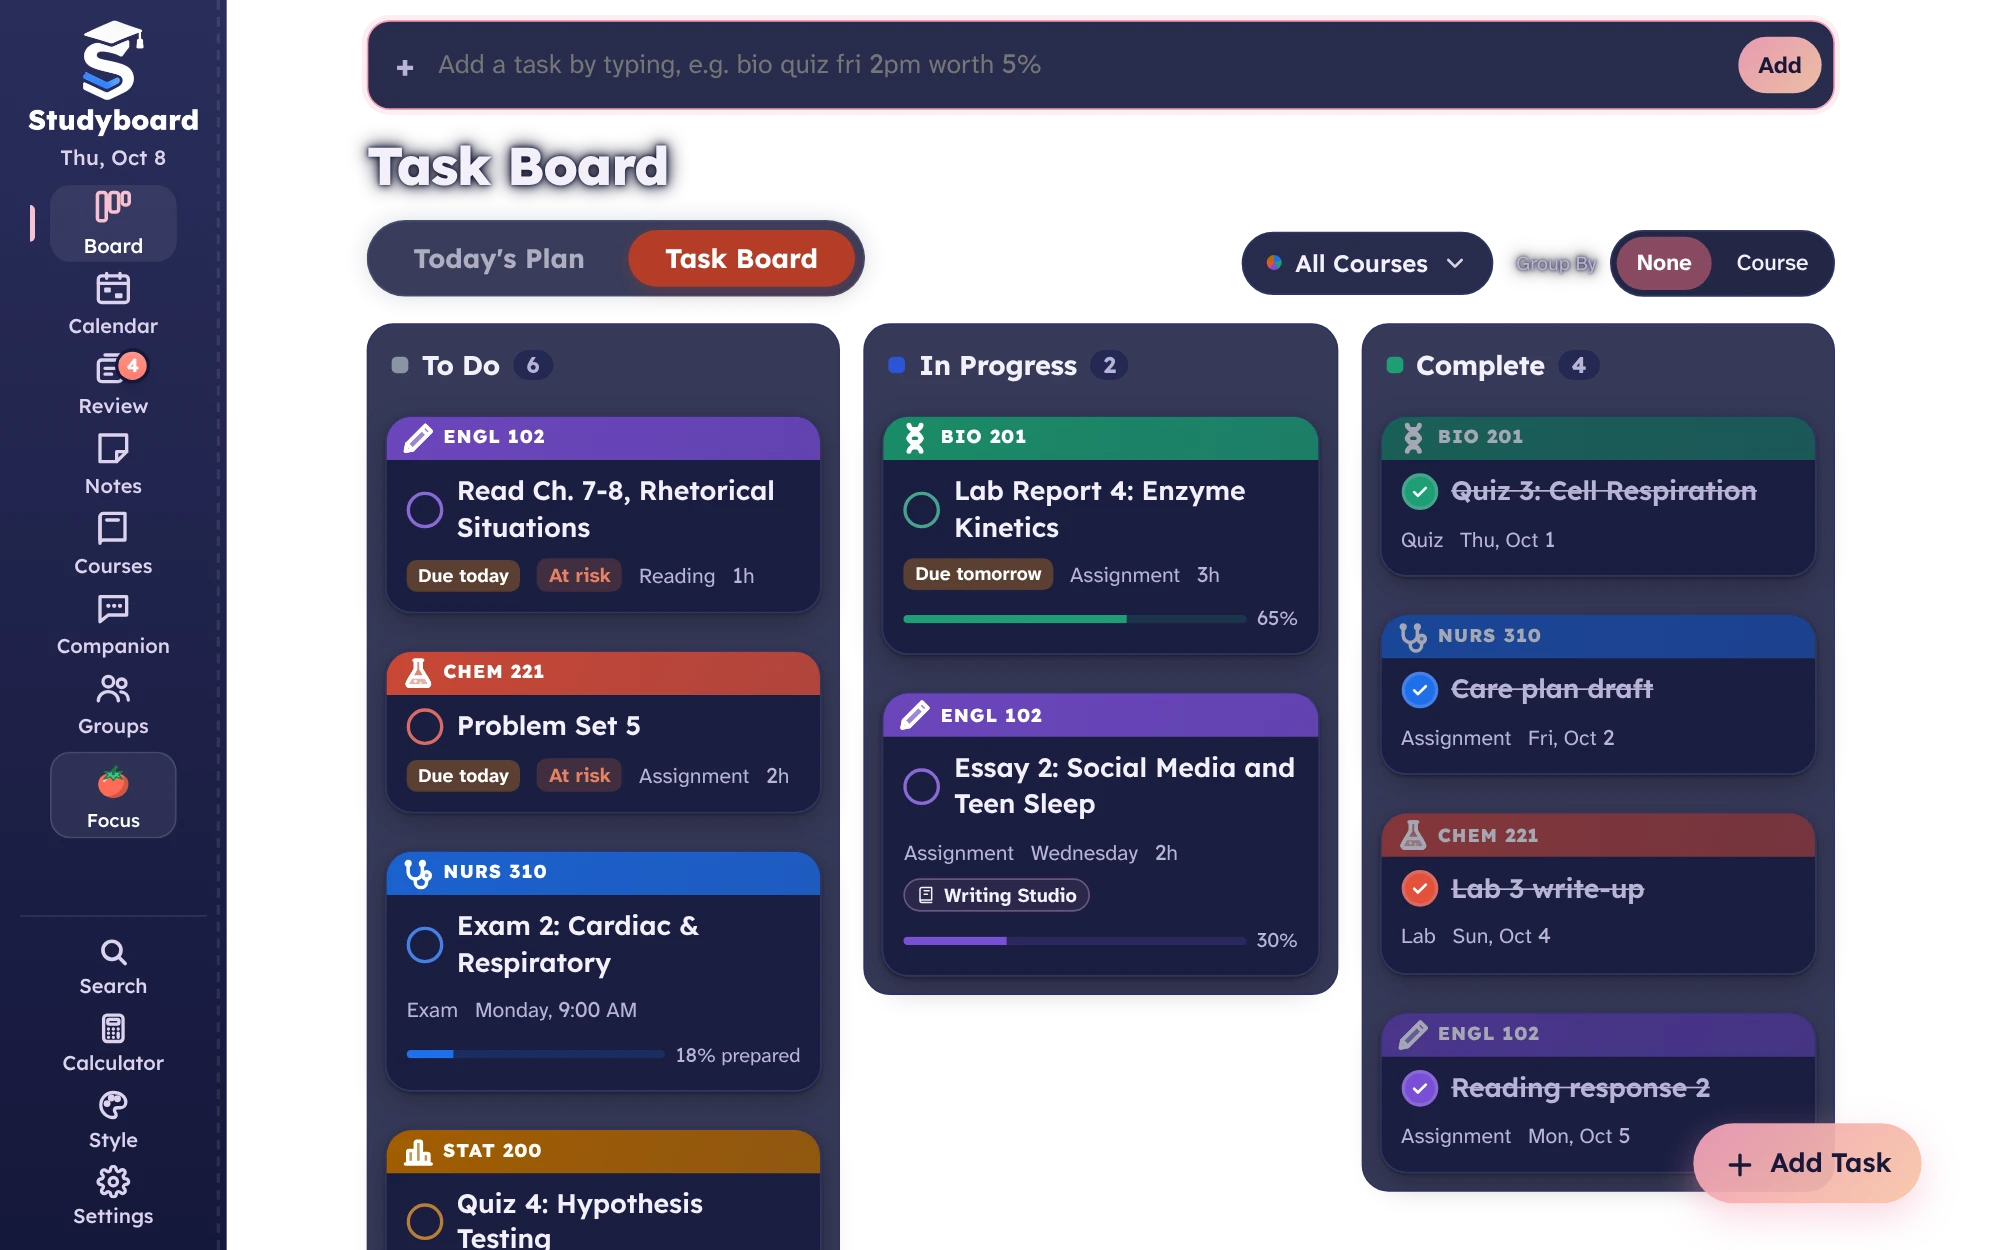 Studyboard
Thu, Oct 8
Board
Calendar
4
Review
Notes
Courses
Companion
Groups
Focus
Search
Calculator
Style
Settings
+ Add a task by typing, e.g. bio quiz fri 2pm worth 5%
Add
Task Board
Today's Plan
Task Board
All Courses
Group By
None
Course
To Do 6
ENGL 102
Read Ch. 7-8, Rhetorical
Situations
Due today At risk Reading 1h
CHEM 221
Problem Set 5
Due today At risk Assignment 2h
NURS 310
Exam 2: Cardiac &
Respiratory
Exam Monday, 9:00 AM
18% prepared
STAT 200
Quiz 4: Hypothesis
Testing
In Progress 2
BIO 201
Lab Report 4: Enzyme
Kinetics
Due tomorrow Assignment 3h
65%
ENGL 102
Essay 2: Social Media and
Teen Sleep
Assignment Wednesday 2h
Writing Studio
30%
Complete 4
BIO 201
Quiz 3: Cell Respiration
Quiz Thu, Oct 1
NURS 310
Care plan draft
Assignment Fri, Oct 2
CHEM 221
Lab 3 write-up
Lab Sun, Oct 4
ENGL 102
Reading response 2
Assignment Mon, Oct 5
+ Add Task